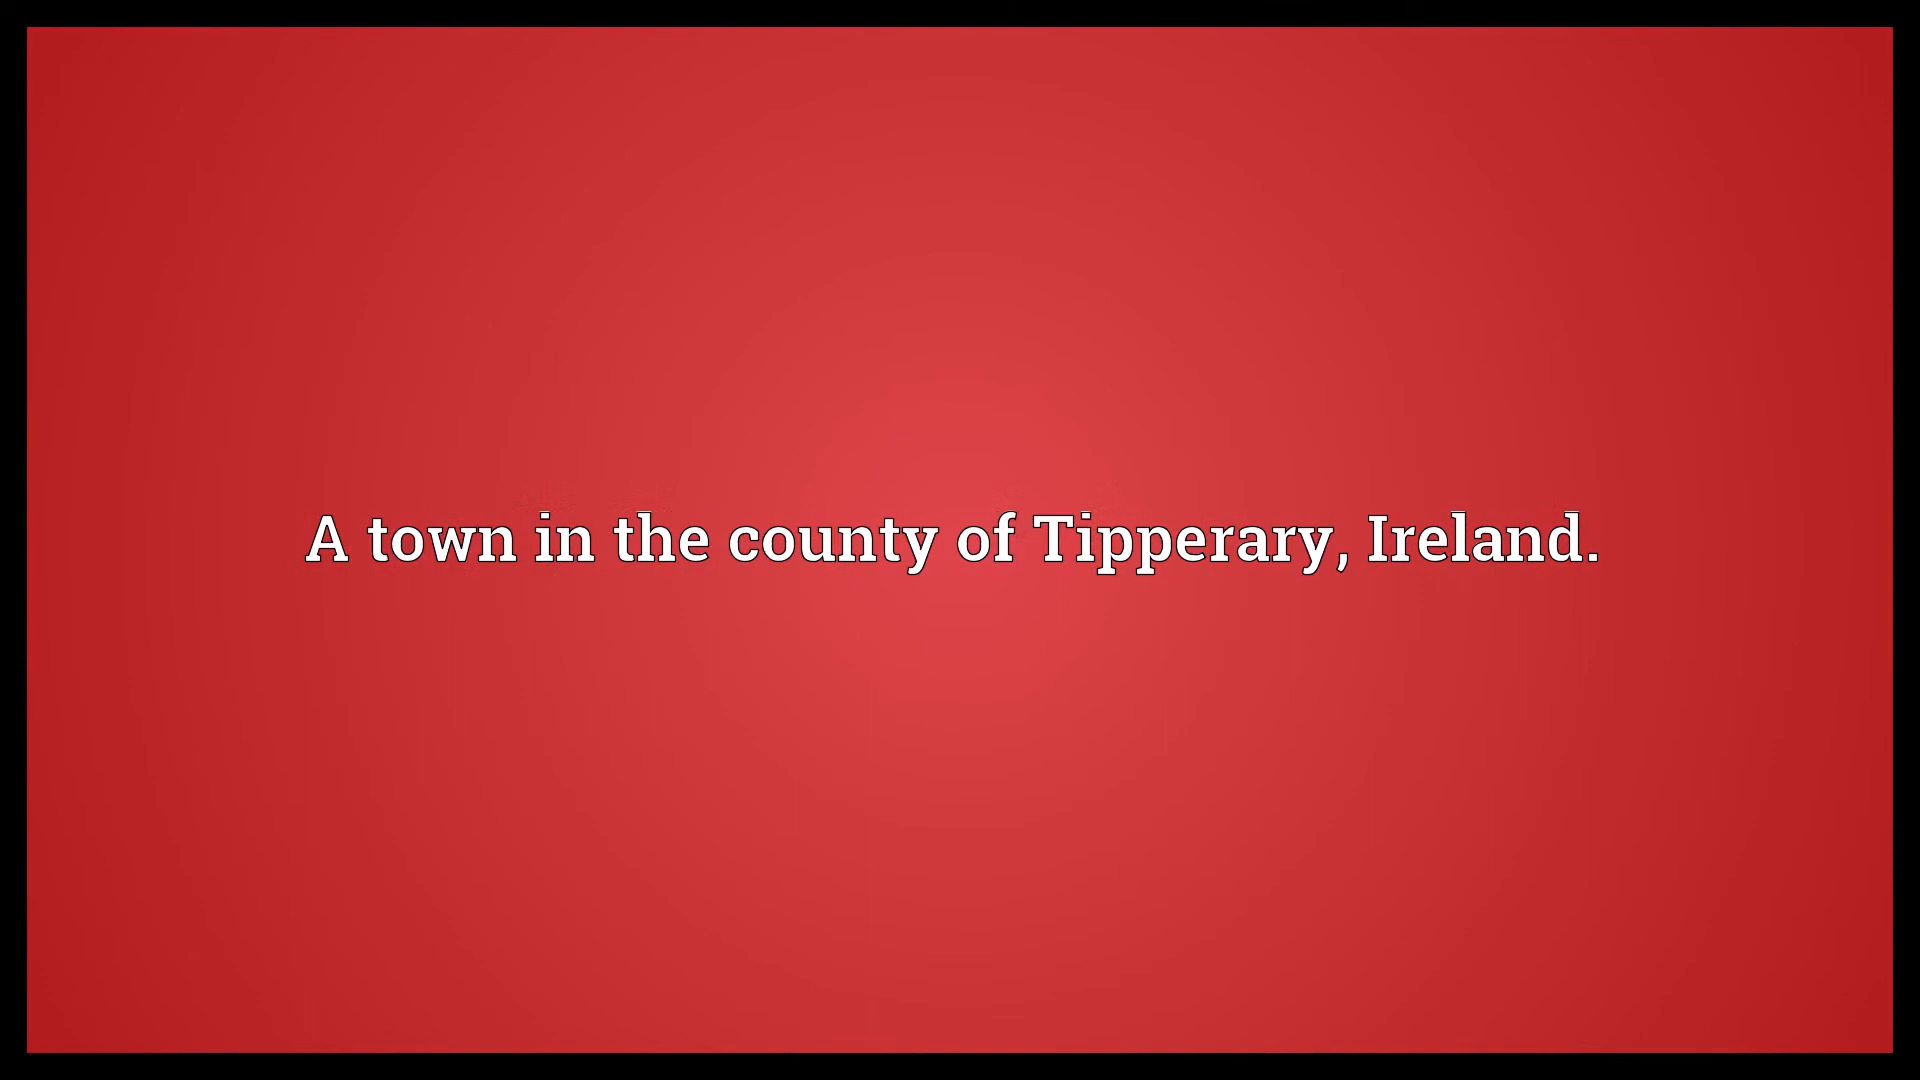 A town in the county of Tipperary, Ireland.